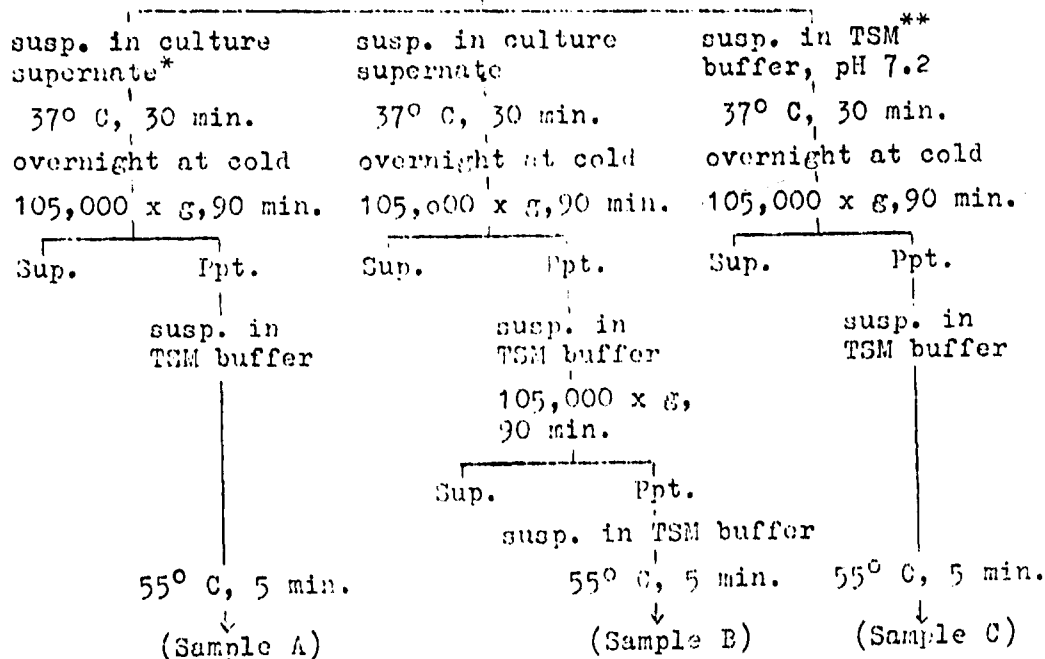 susp. in culture supernate*
37° C, 30 min.
overnight at cold
105,000 x g,90 min.
Sup. Ppt.
susp. in
TSM buffer
55° C, 5 min.
(Sample A)
susp. in culture
supernate
37° C, 30 min.
overnight at cold
105,000 x g,90 min.
Sup. Ppt.
susp. in
TSM buffer
105,000 x g,
90 min.
Sup. Ppt.
susp. in TSM buffer
55° C, 5 min.
(Sample B)
susp. in TSM**
buffer, pH 7.2
37° C, 30 min.
overnight at cold
105,000 x g,90 min.
Sup. Ppt.
susp. in
TSM buffer
55° C, 5 min.
(Sample C)